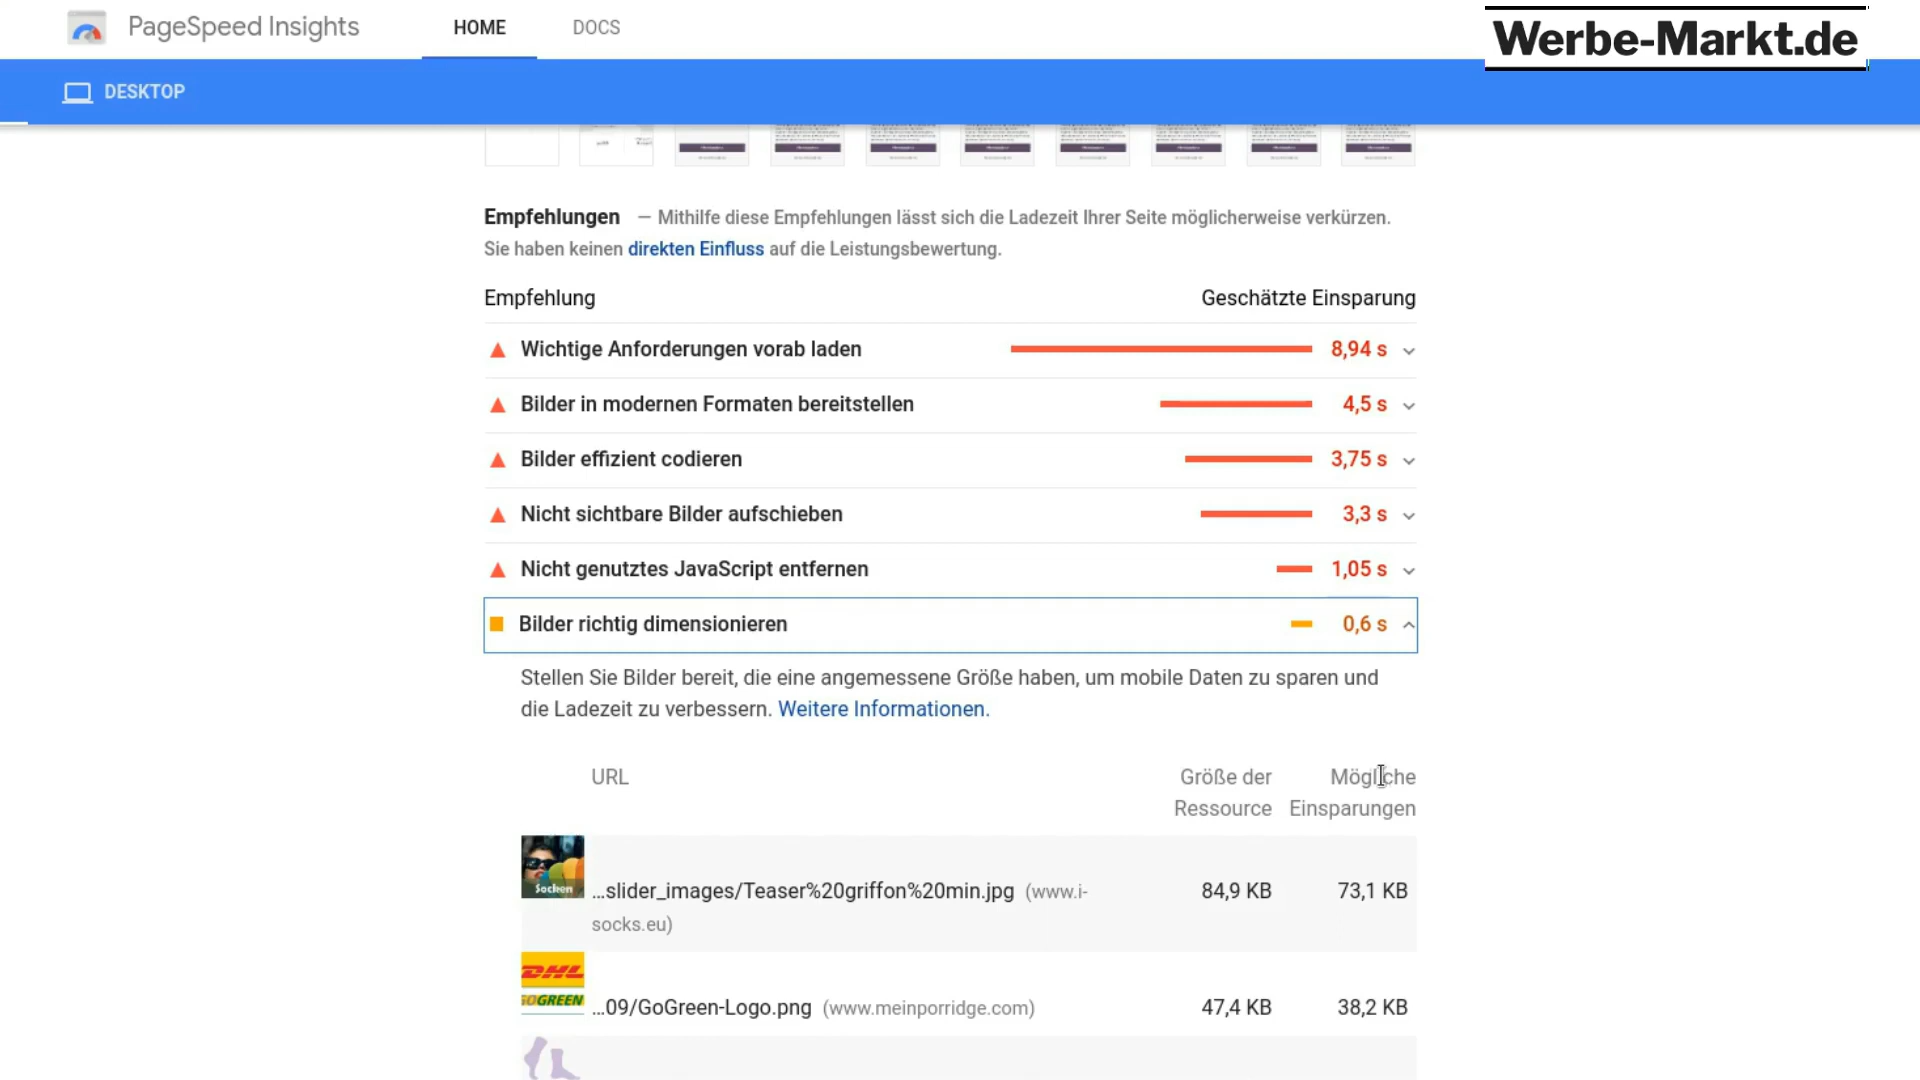 PageSpeed Insights
HOME
DOCS
Werbe-Markt.de
DESKTOP
Empfehlungen — Mithilfe diese Empfehlungen lässt sich die Ladezeit Ihrer Seite möglicherweise verkürzen.
Sie haben keinen direkten Einfluss auf die Leistungsbewertung.
Empfehlung Geschätzte Einsparung
Wichtige Anforderungen vorab laden 8,94 s
Bilder in modernen Formaten bereitstellen 4,5 s
Bilder effizient codieren 3,75 s
Nicht sichtbare Bilder aufschieben 3,3 s
Nicht genutztes JavaScript entfernen 1,05 s
Bilder richtig dimensionieren 0,6 s
Stellen Sie Bilder bereit, die eine angemessene Größe haben, um mobile Daten zu sparen und
die Ladezeit zu verbessern. Weitere Informationen.
URL Größe der Mögliche
Ressource Einsparungen
Socken
…slider_images/Teaser%20griffon%20min.jpg (www.i- 84,9 KB 73,1 KB
socks.eu)
DHL
GOGREEN
…09/GoGreen-Logo.png (www.meinporridge.com) 47,4 KB 38,2 KB